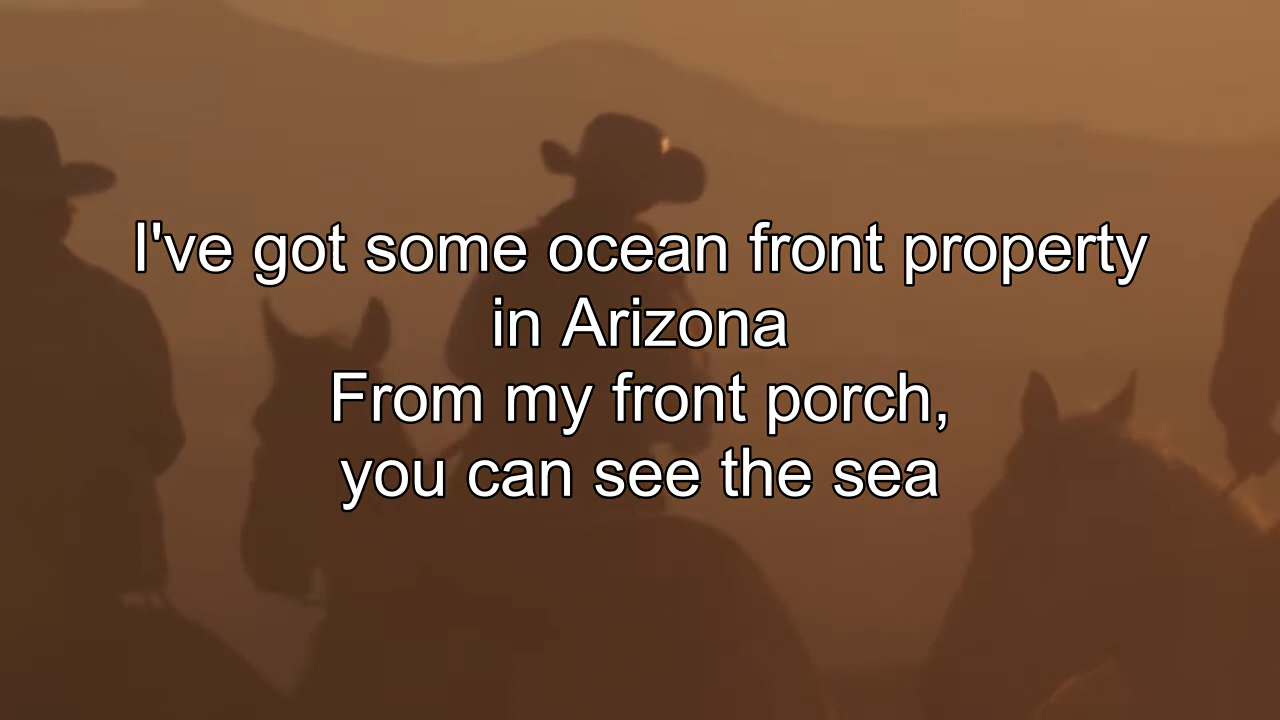 I've got some ocean front property
in Arizona
From my front porch,
you can see the sea